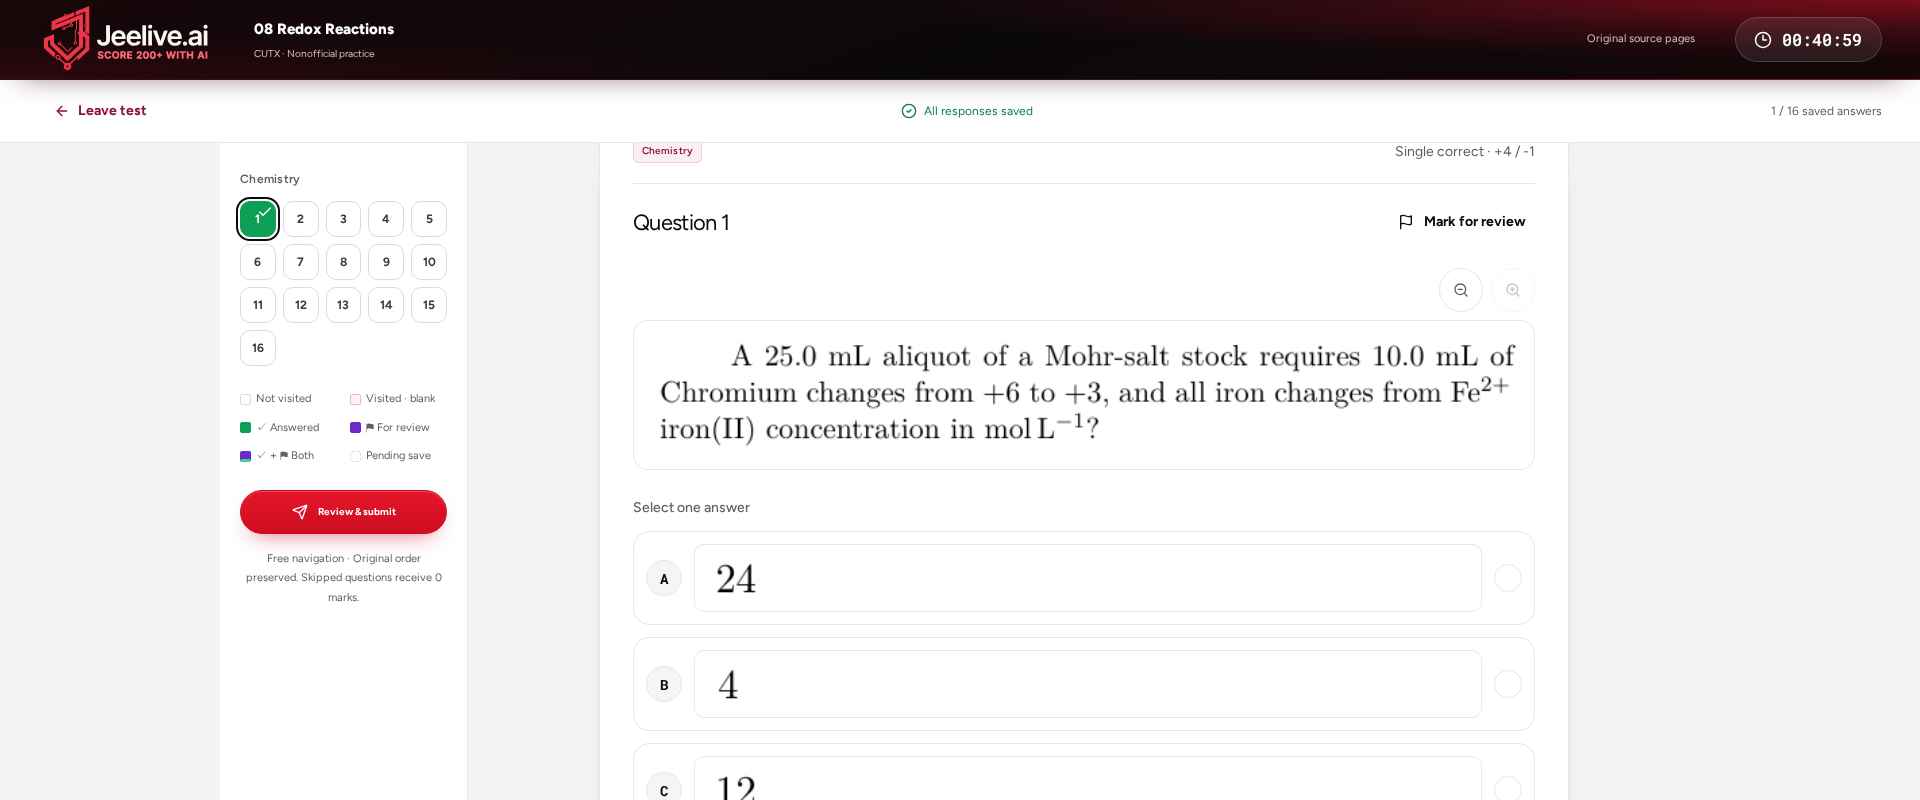 Jeelive.ai
SCORE 200+ WITH AI
08 Redox Reactions
CUTX · Nonofficial practice
Original source pages
00:40:59
Leave test
All responses saved
1 / 16 saved answers
Chemistry
1 2 3 4 5
6 7 8 9 10
11 12 13 14 15
16
Not visited
Visited · blank
✓ Answered
For review
✓ + Both
Pending save
Review & submit
Free navigation · Original order
preserved. Skipped questions receive 0
marks.
Chemistry
Single correct · +4 / -1
Question 1
Mark for review
A 25.0 mL aliquot of a Mohr-salt stock requires 10.0 mL of
Chromium changes from +6 to +3, and all iron changes from Fe²⁺
iron(II) concentration in mol L⁻¹?
Select one answer
A
24
B
4
C
12